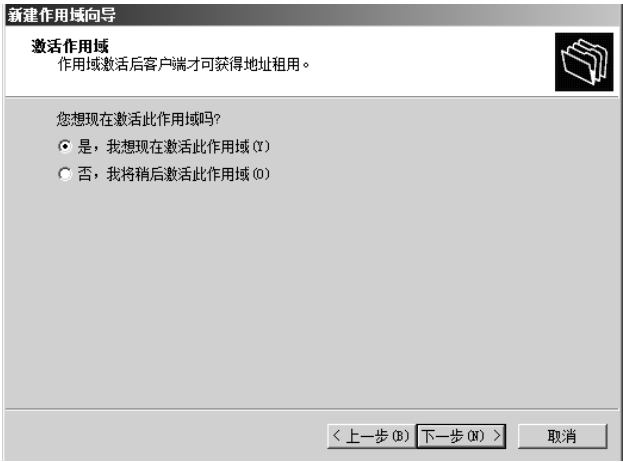 新建作用域向导
激活作用域
作用域激活后客户端才可获得地址租用。
您想现在激活此作用域吗?
是，我想现在激活此作用域(Y)
否，我将稍后激活此作用域(O)
< 上一步(B) 下一步(N) > 取消